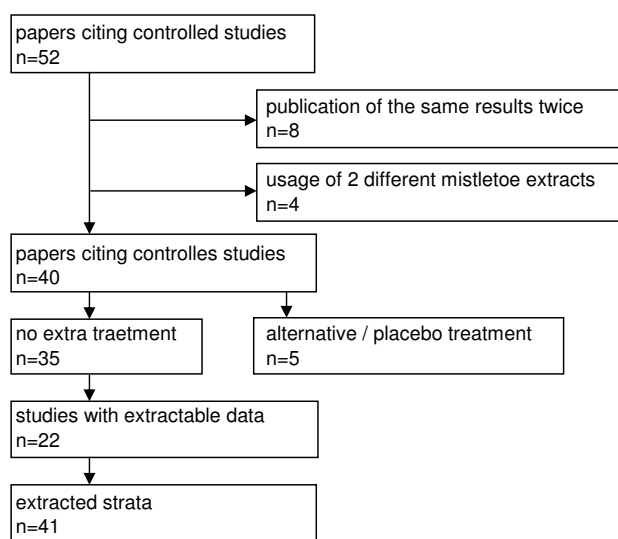 papers citing controlled studies
n=52
publication of the same results twice
n=8
usage of 2 different mistletoe extracts
n=4
papers citing controlles studies
n=40
no extra traetment
n=35
alternative / placebo treatment
n=5
studies with extractable data
n=22
extracted strata
n=41